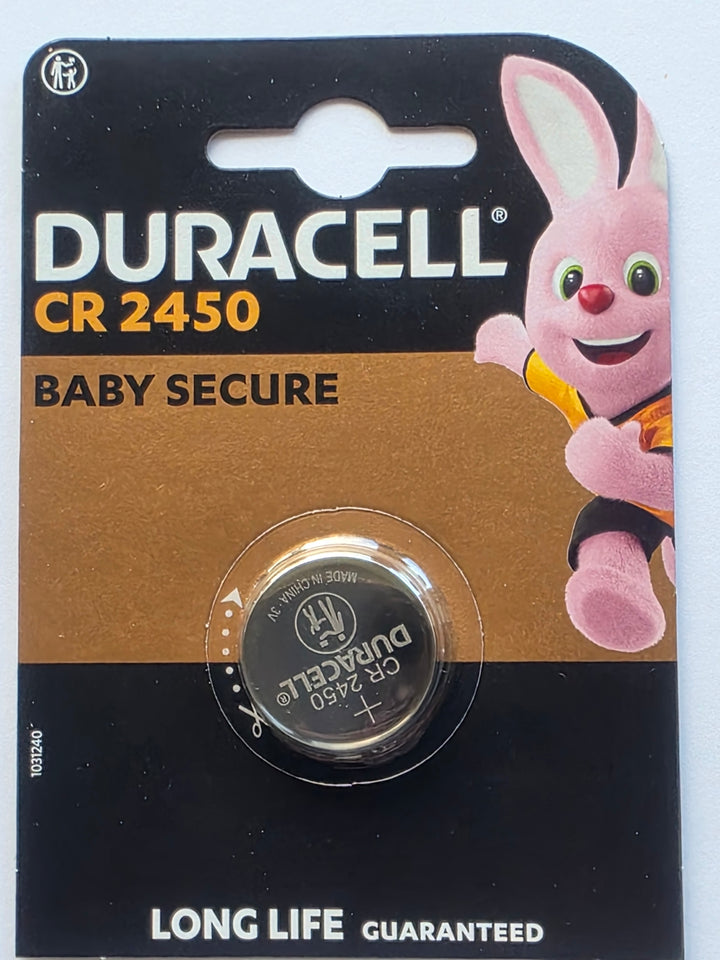 DURACELL®
CR 2450
BABY SECURE
MADE IN CHINA · 3V
DURACELL®
CR 2450
+
1031240
LONG LIFE GUARANTEED